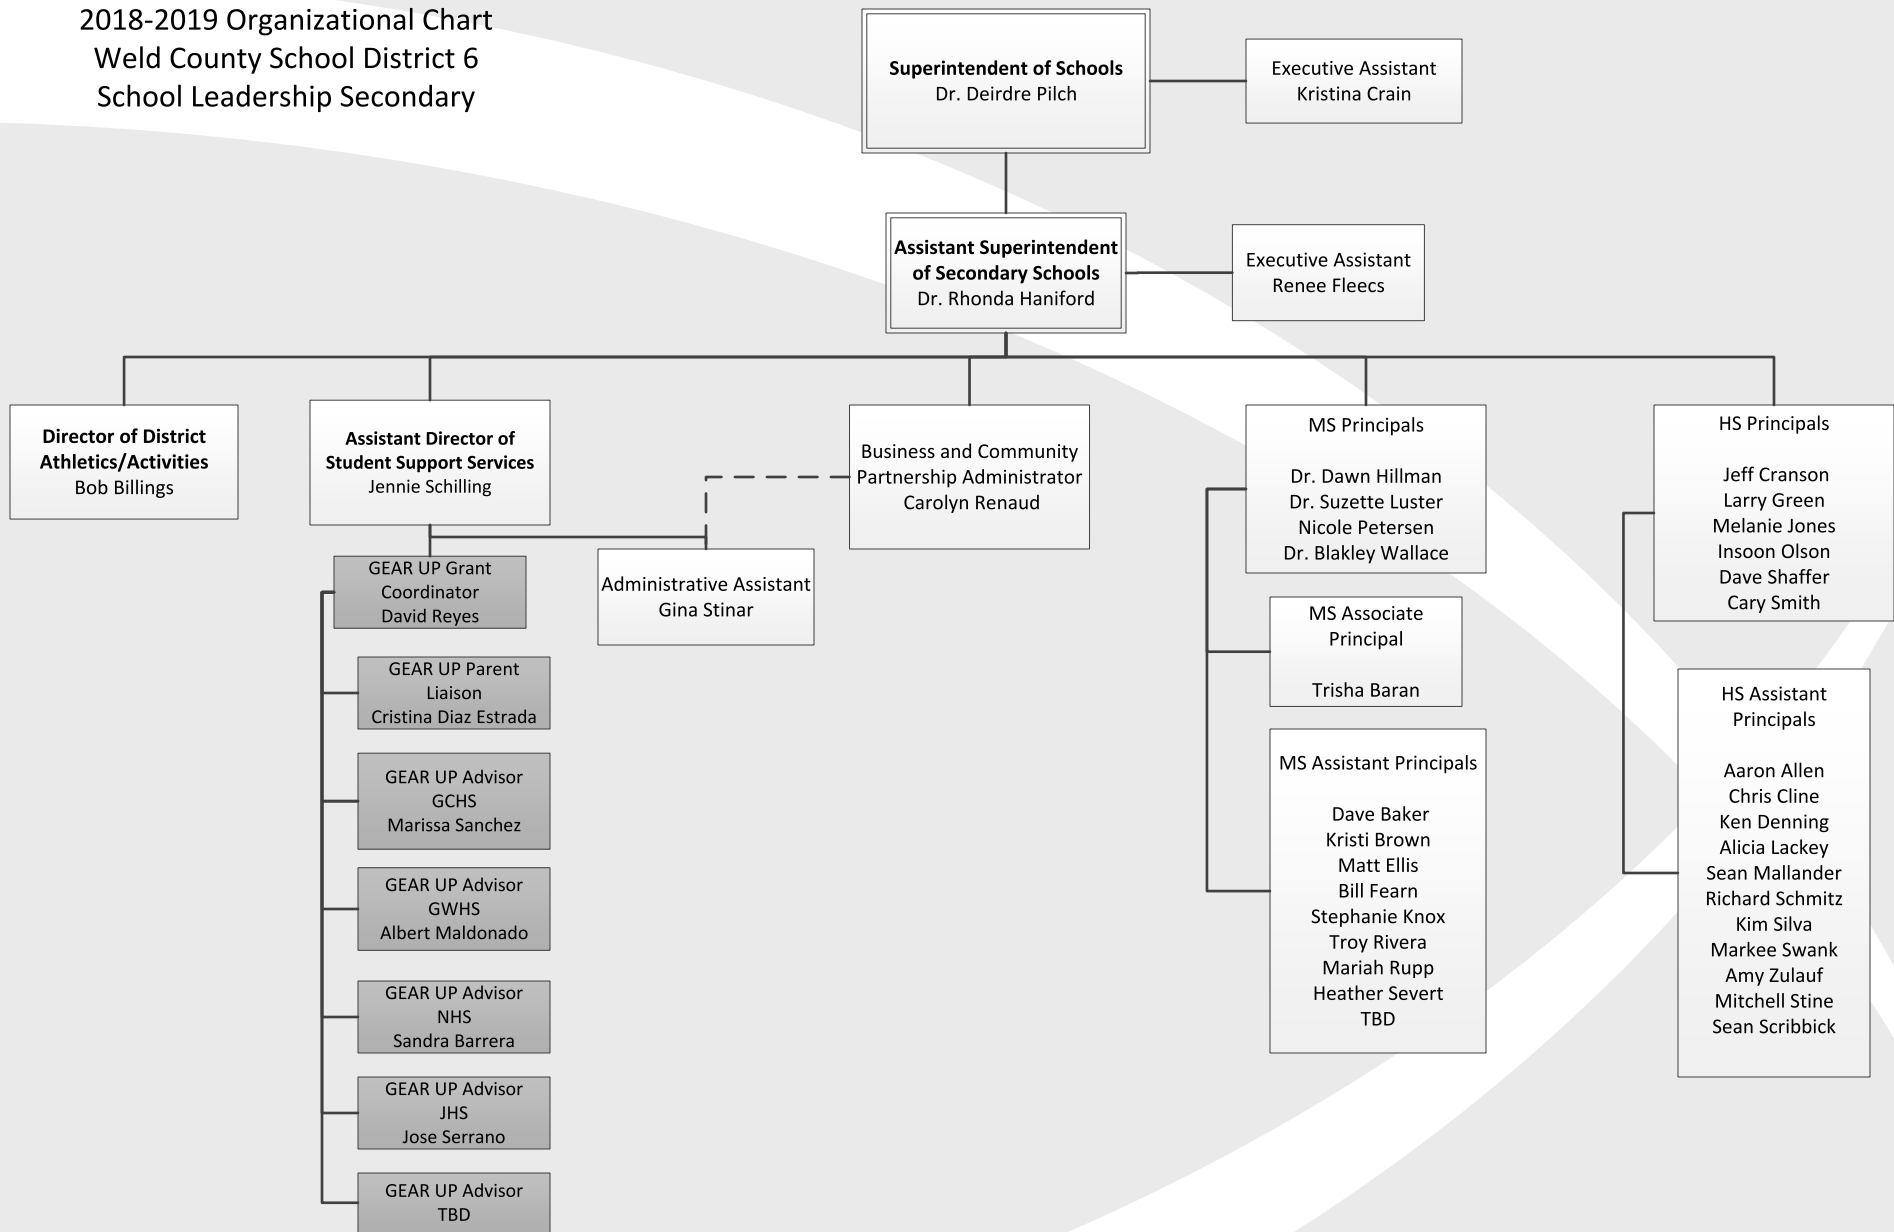 2018-2019 Organizational Chart
Weld County School District 6
School Leadership Secondary
Superintendent of Schools
Dr. Deirdre Pilch
Executive Assistant
Kristina Crain
Assistant Superintendent
of Secondary Schools
Dr. Rhonda Haniford
Executive Assistant
Renee Fleecs
Director of District
Athletics/Activities
Bob Billings
Assistant Director of
Student Support Services
Jennie Schilling
Business and Community
Partnership Administrator
Carolyn Renaud
MS Principals
Dr. Dawn Hillman
Dr. Suzette Luster
Nicole Petersen
Dr. Blakley Wallace
HS Principals
Jeff Cranson
Larry Green
Melanie Jones
Insoon Olson
Dave Shaffer
Cary Smith
GEAR UP Grant
Coordinator
David Reyes
Administrative Assistant
Gina Stinar
GEAR UP Parent
Liaison
Cristina Diaz Estrada
GEAR UP Advisor
GCHS
Marissa Sanchez
GEAR UP Advisor
GWHS
Albert Maldonado
GEAR UP Advisor
NHS
Sandra Barrera
GEAR UP Advisor
JHS
Jose Serrano
GEAR UP Advisor
TBD
MS Associate
Principal
Trisha Baran
MS Assistant Principals
Dave Baker
Kristi Brown
Matt Ellis
Bill Fearn
Stephanie Knox
Troy Rivera
Mariah Rupp
Heather Severt
TBD
HS Assistant
Principals
Aaron Allen
Chris Cline
Ken Denning
Alicia Lackey
Sean Mallander
Richard Schmitz
Kim Silva
Markee Swank
Amy Zulauf
Mitchell Stine
Sean Scribbick